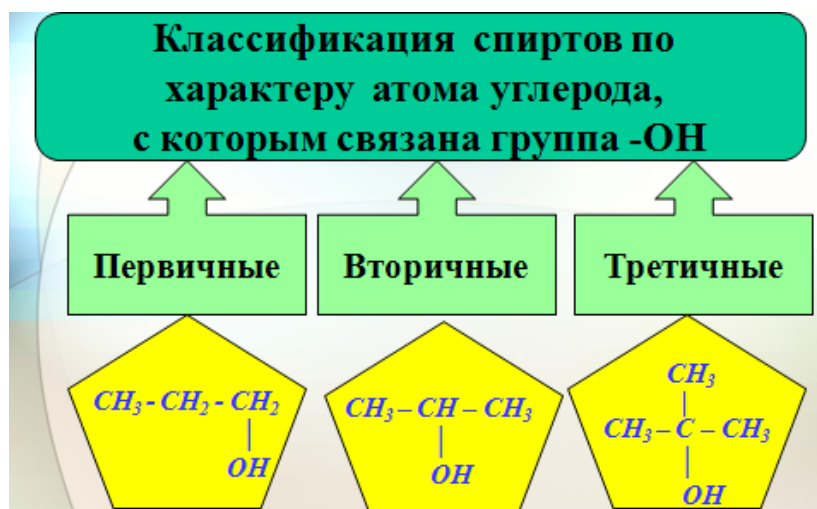 Классификация спиртов по
характеру атома углерода,
с которым связана группа -ОН
Первичные
Вторичные
Третичные
CH₃ - CH₂ - CH₂
|
OH
CH₃ – CH – CH₃
|
OH
CH₃
|
CH₃ – C – CH₃
|
OH